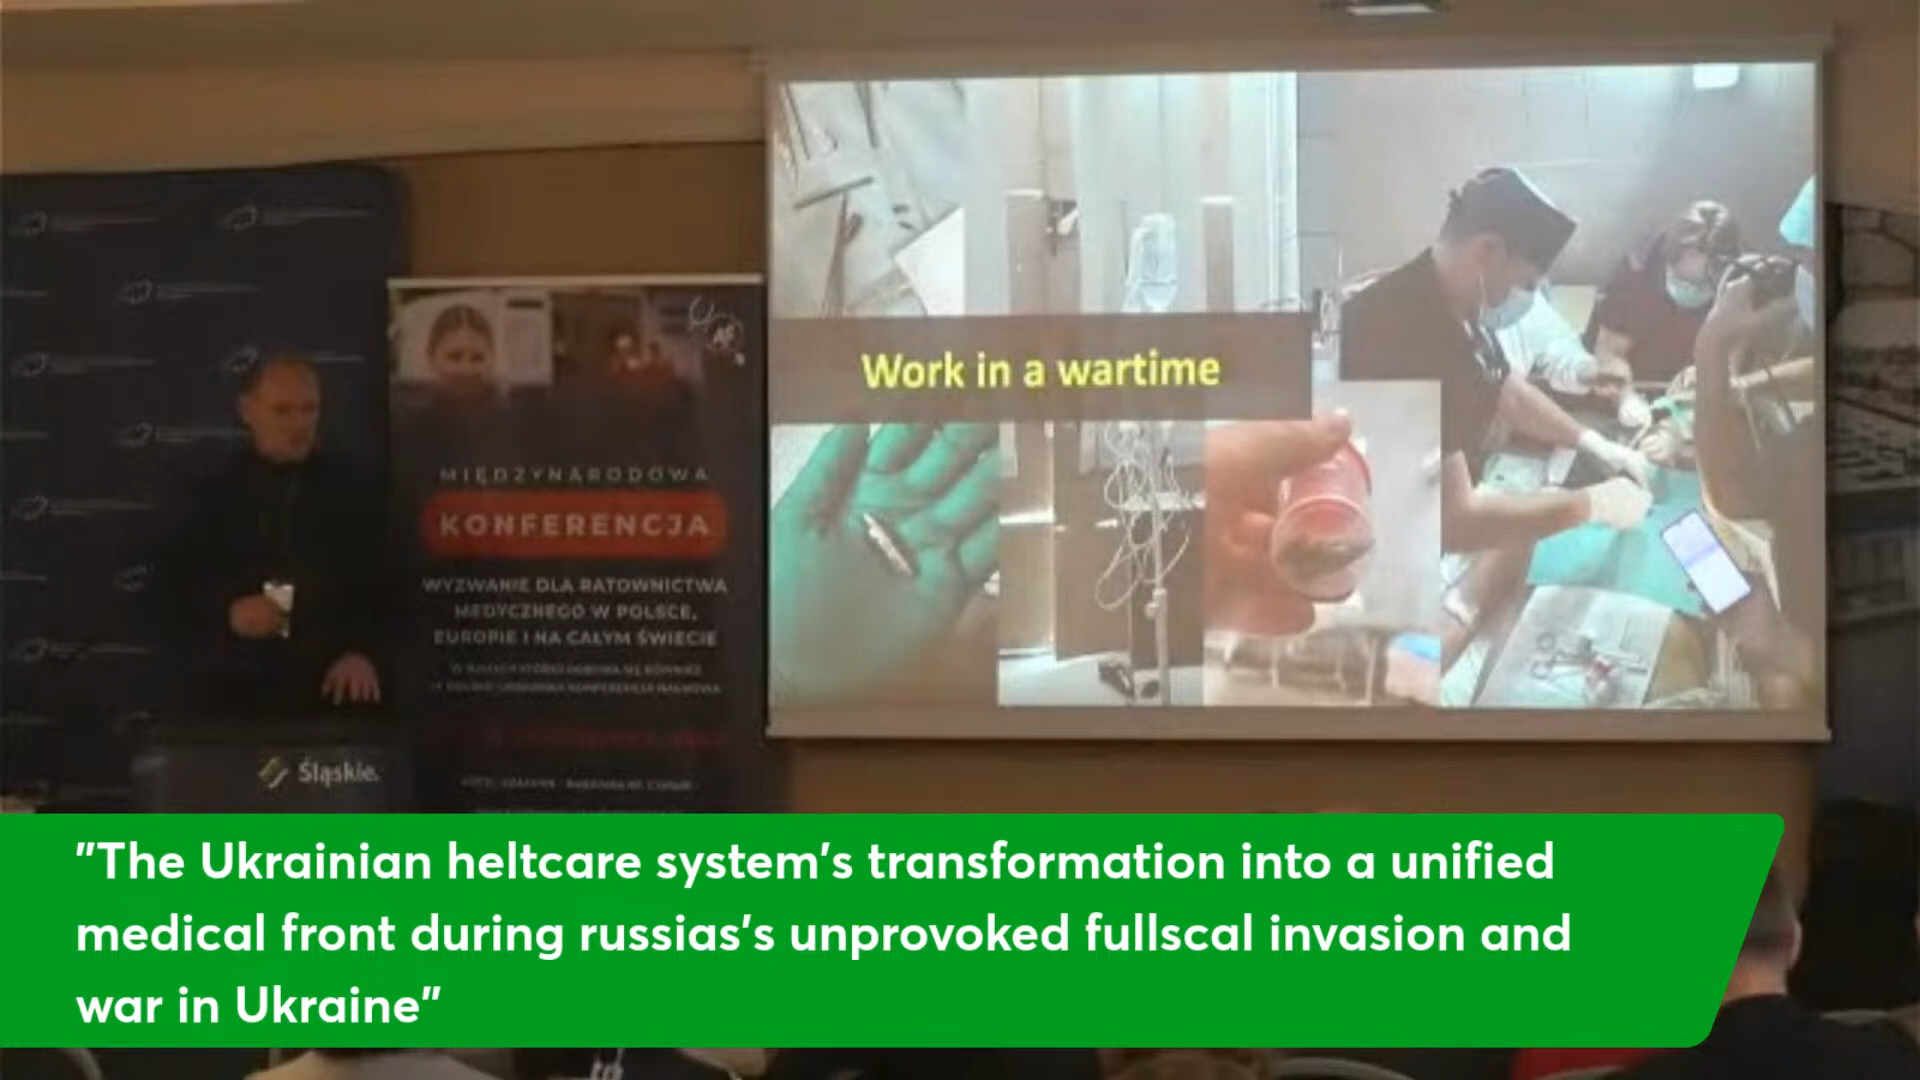 Work in a wartime
MIĘDZYNARODOWA
KONFERENCJA
WYZWANIE DLA RATOWNICTWA
MEDYCZNEGO W POLSCE,
EUROPIE I NA CAŁYM ŚWIECIE
Śląskie.
"The Ukrainian heltcare system's transformation into a unified
medical front during russias's unprovoked fullscal invasion and
war in Ukraine"